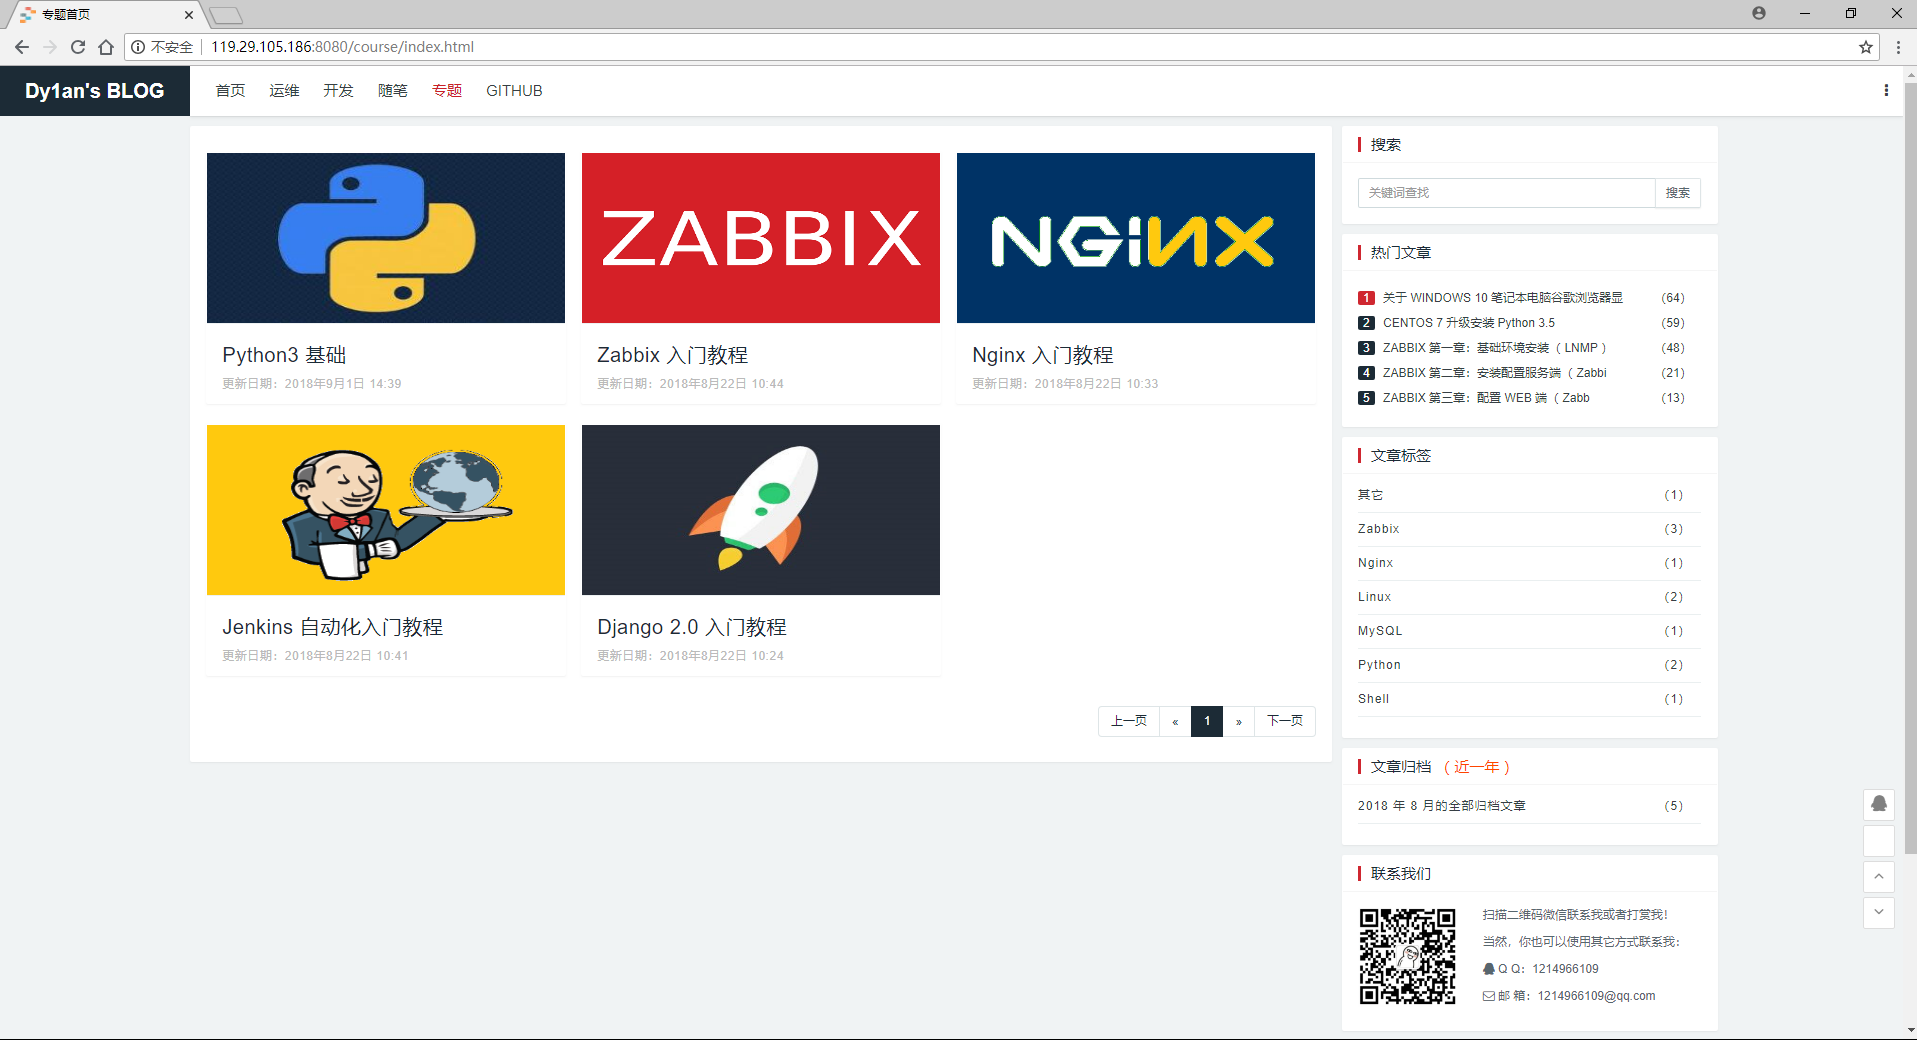 专题首页
不安全 119.29.105.186:8080/course/index.html
Dy1an's BLOG 首页 运维 开发 随笔 专题 GITHUB
ZABBIX
NGiNX
Python3 基础
更新日期：2018年9月1日 14:39
Zabbix 入门教程
更新日期：2018年8月22日 10:44
Nginx 入门教程
更新日期：2018年8月22日 10:33
Jenkins 自动化入门教程
更新日期：2018年8月22日 10:41
Django 2.0 入门教程
更新日期：2018年8月22日 10:24
上一页 « 1 » 下一页
搜索
关键词查找 搜索
热门文章
1 关于 WINDOWS 10 笔记本电脑谷歌浏览器显 (64)
2 CENTOS 7 升级安装 Python 3.5 (59)
3 ZABBIX 第一章：基础环境安装（ LNMP ） (48)
4 ZABBIX 第二章：安装配置服务端（ Zabbi (21)
5 ZABBIX 第三章：配置 WEB 端（ Zabb (13)
文章标签
其它 (1)
Zabbix (3)
Nginx (1)
Linux (2)
MySQL (1)
Python (2)
Shell (1)
文章归档 （ 近一年 ）
2018 年 8 月的全部归档文章 (5)
联系我们
扫描二维码微信联系我或者打赏我！
当然，你也可以使用其它方式联系我：
Q Q：1214966109
邮 箱：1214966109@qq.com